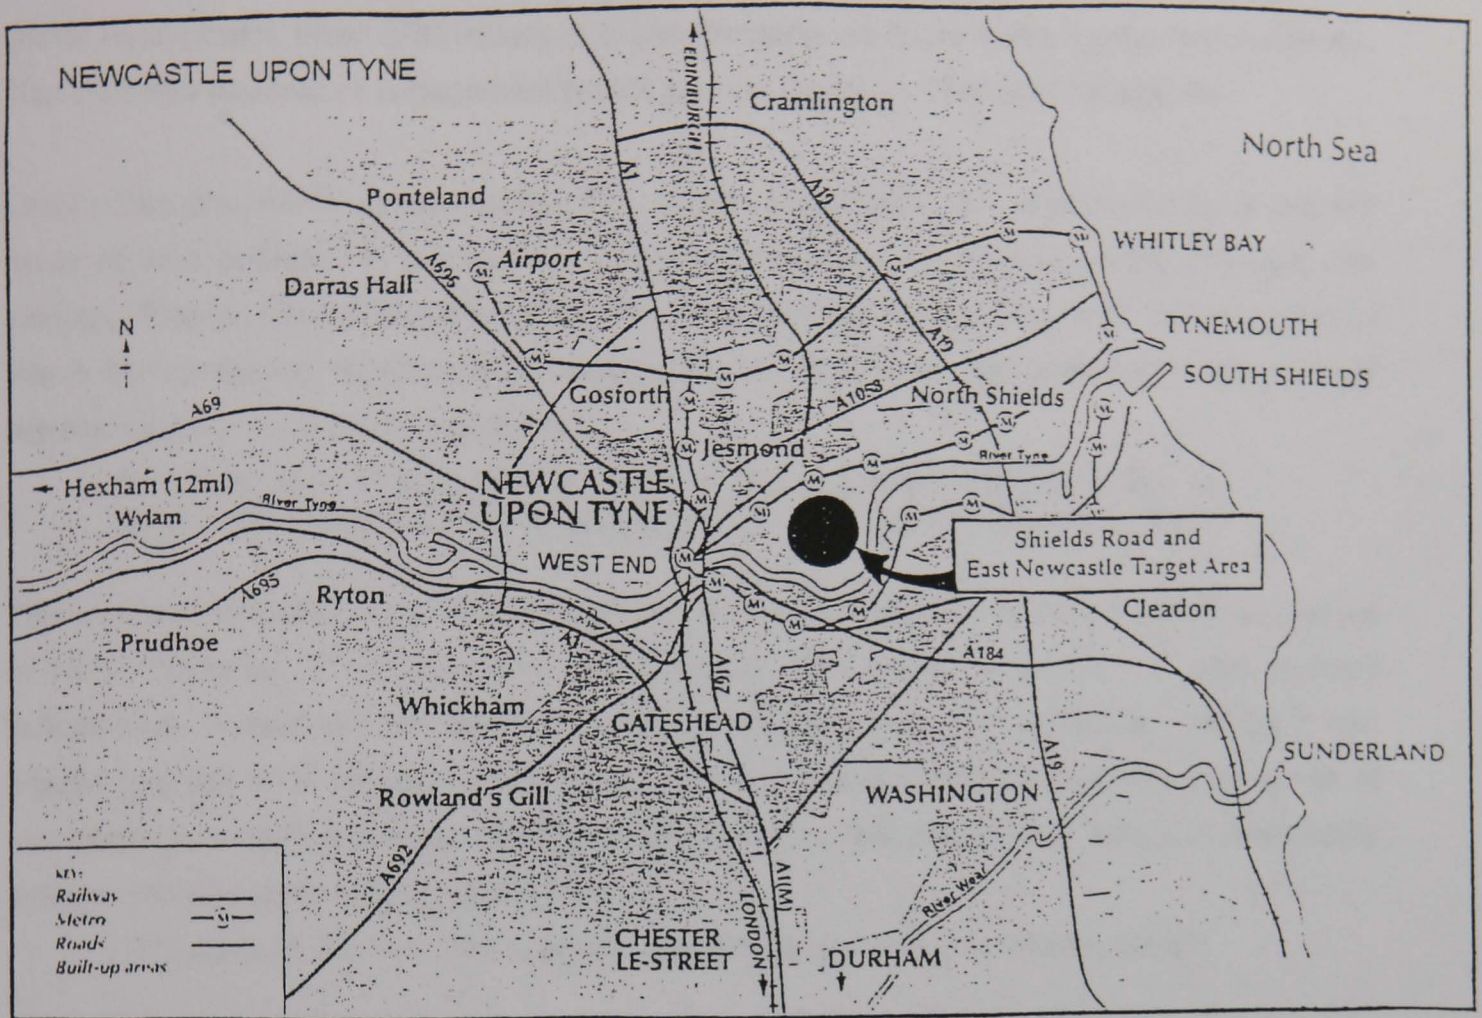 NEWCASTLE UPON TYNE
EDINBURGH
Cramlington
North Sea
A1
A19
Ponteland
WHITLEY BAY
Airport
A696
Darras Hall
N
TYNEMOUTH
A19
SOUTH SHIELDS
Gosforth
A1058
North Shields
A69
A1
Jesmond
River Tyne
Hexham (12ml)
NEWCASTLE
UPON TYNE
River Tyne
Wylam
WEST END
Shields Road and
East Newcastle Target Area
A695
Ryton
Cleadon
Prudhoe
A1
A184
A167
Whickham
GATESHEAD
SUNDERLAND
A19
Rowland's Gill
WASHINGTON
A692
A1(M)
River Wear
LONDON
CHESTER
LE-STREET
DURHAM
KEY:
Railway
Metro
M
Roads
Built-up areas